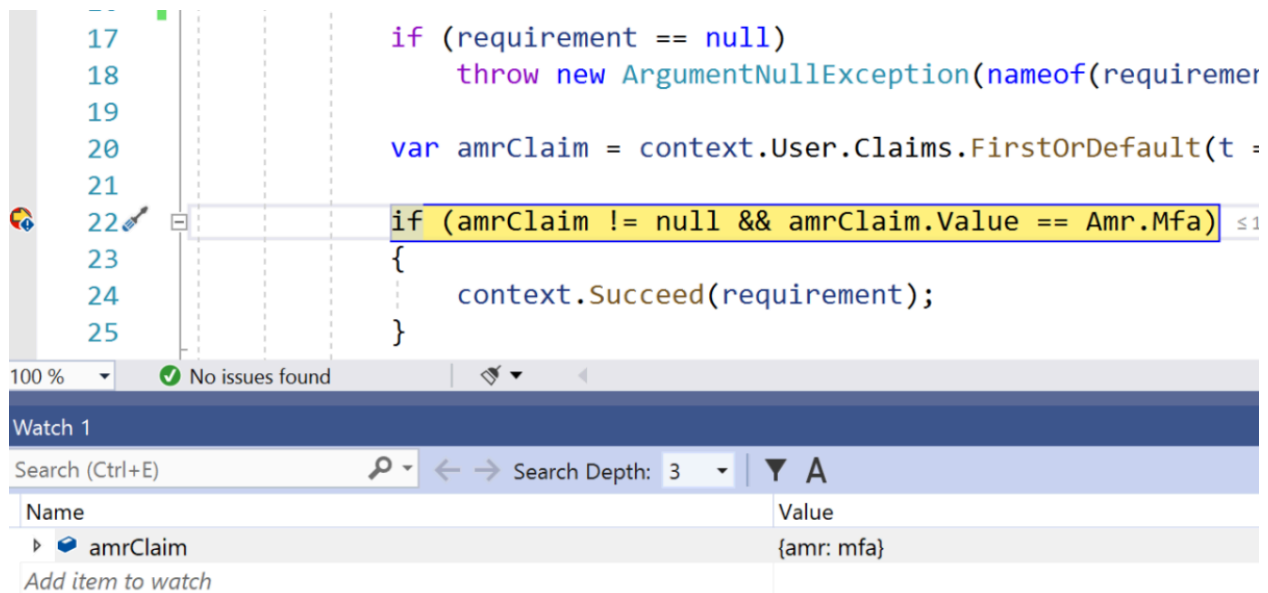 17 if (requirement == null)
18 throw new ArgumentNullException(nameof(requiremen
19
20 var amrClaim = context.User.Claims.FirstOrDefault(t =
21
22 if (amrClaim != null && amrClaim.Value == Amr.Mfa) ≤1
23 {
24 context.Succeed(requirement);
25 }
100 % No issues found
Watch 1
Search (Ctrl+E) Search Depth: 3 A
Name Value
amrClaim {amr: mfa}
Add item to watch